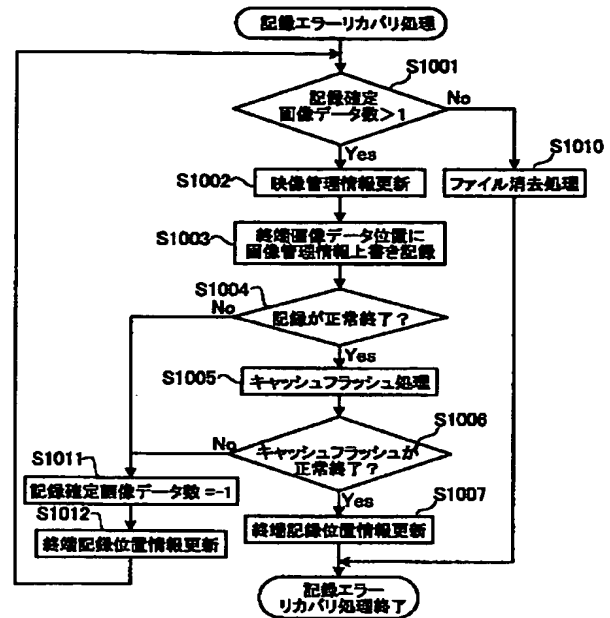 記録エラーリカバリ処理
S1001
記録確定
画像データ数>1
No
Yes
S1010
ファイル消去処理
S1002
映像管理情報更新
S1003
終端画像データ位置に
画像管理情報上書き記録
S1004
No
記録が正常終了?
Yes
S1005
キャッシュフラッシュ処理
S1006
No
キャッシュフラッシュが
正常終了?
Yes
S1011
記録確定画像データ数=-1
S1007
S1012
終端記録位置情報更新
終端記録位置情報更新
記録エラー
リカバリ処理終了